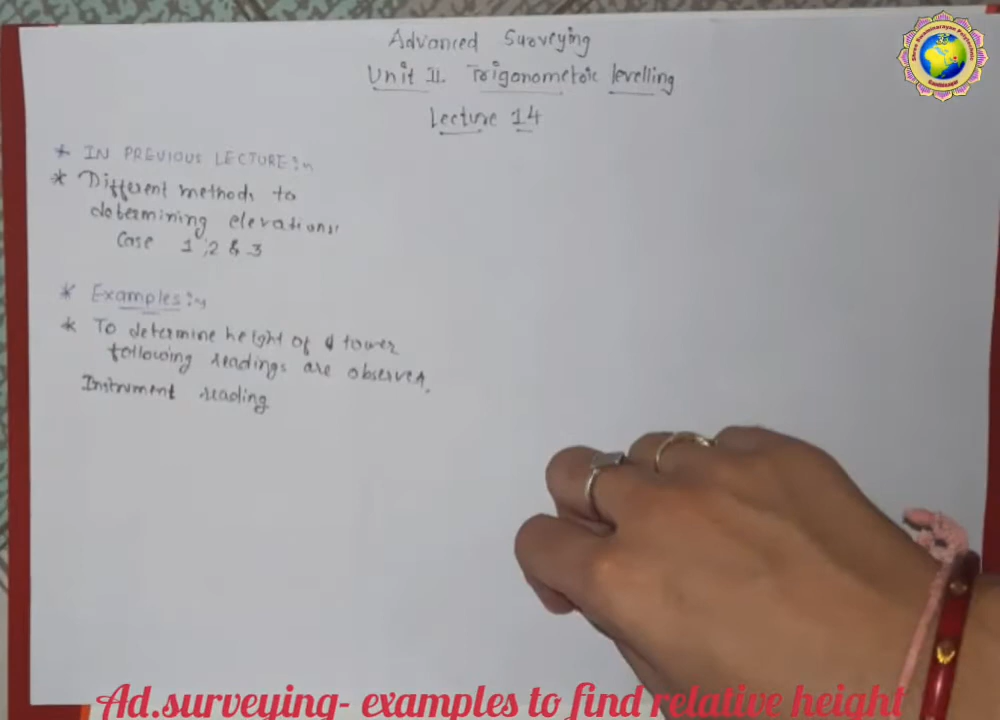 Advanced Surveying
Unit II. Trigonometric levelling
Lecture 14
* IN PREVIOUS LECTURE:~
* Different methods to
determining elevations
Case 1, 2 & 3
* Examples:~
* To determine height of a tower
following readings are observed.
Instrument reading
Ad.surveying- examples to find relative height